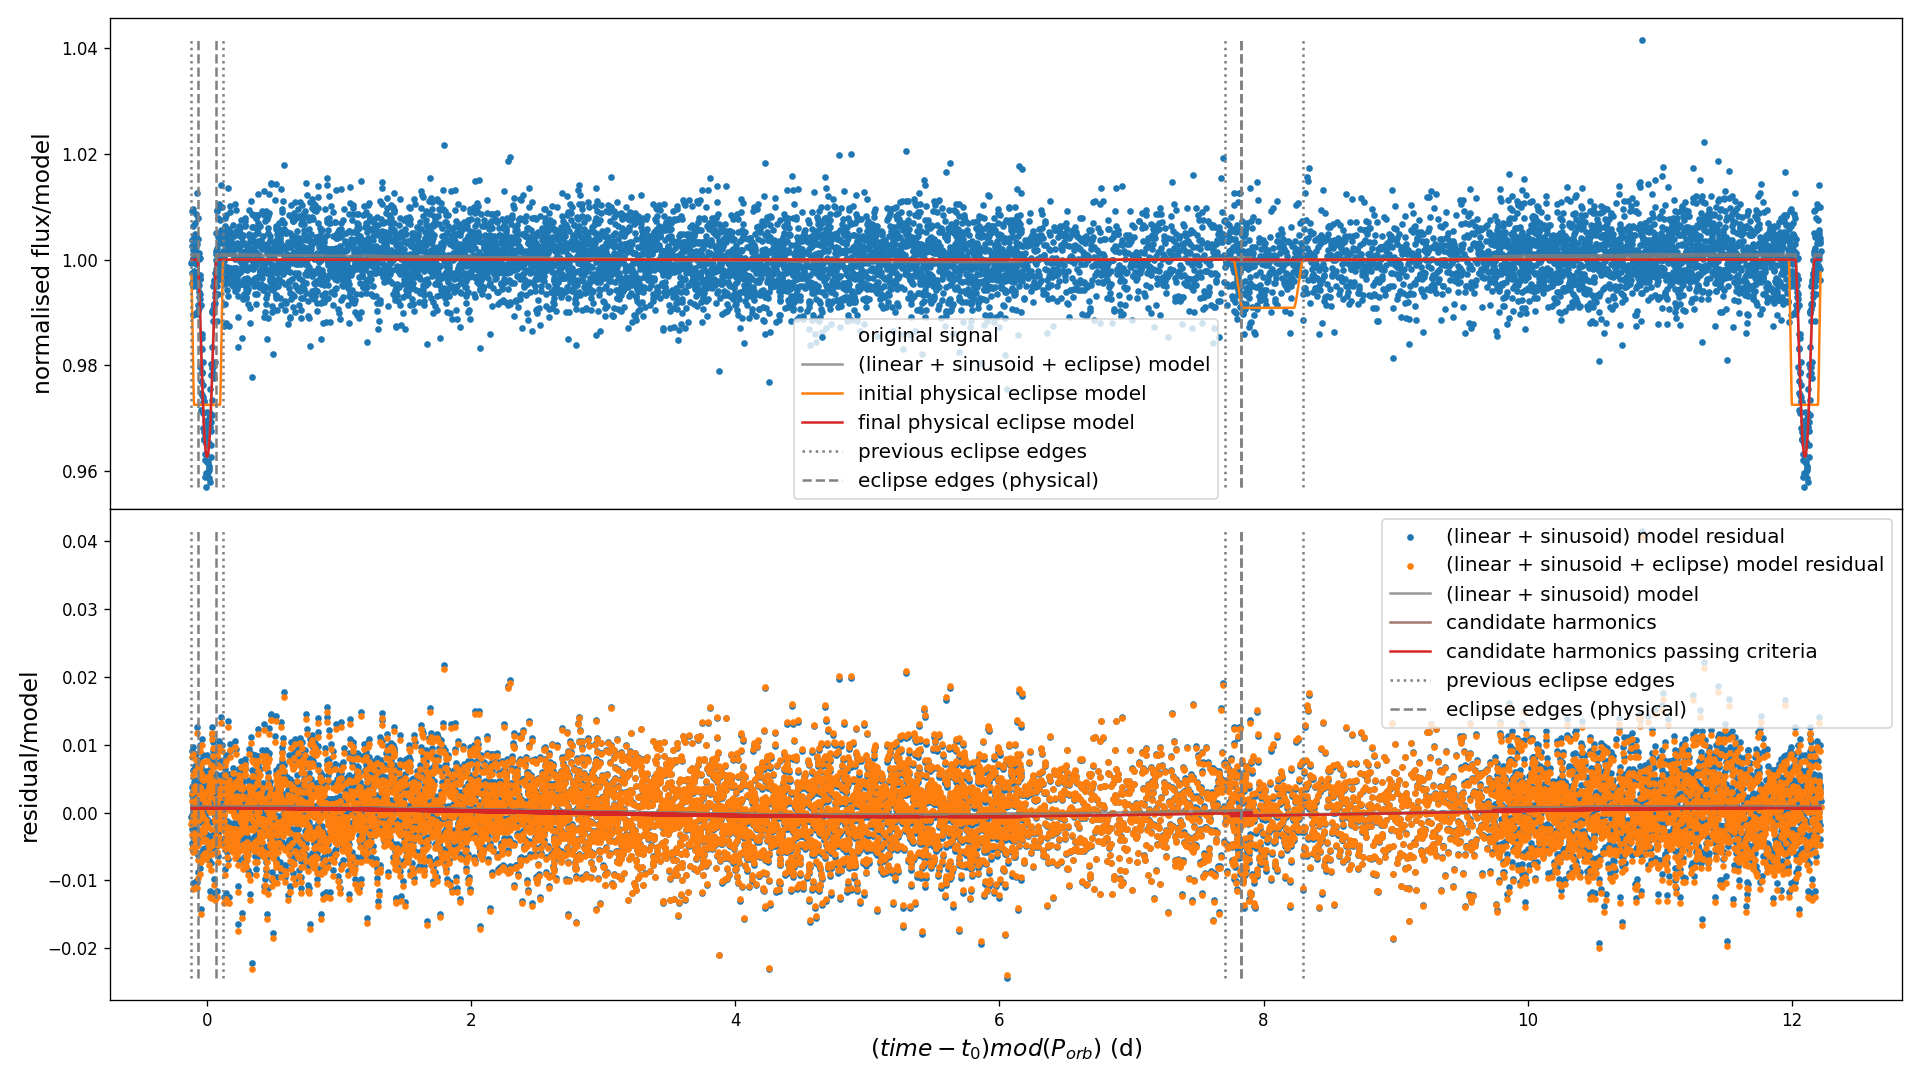 1.04
1.02
1.00
0.98
0.96
normalised flux/model
original signal
(linear + sinusoid + eclipse) model
initial physical eclipse model
final physical eclipse model
previous eclipse edges
eclipse edges (physical)
0.04
0.03
0.02
0.01
0.00
−0.01
−0.02
residual/model
(linear + sinusoid) model residual
(linear + sinusoid + eclipse) model residual
(linear + sinusoid) model
candidate harmonics
candidate harmonics passing criteria
previous eclipse edges
eclipse edges (physical)
0 2 4 6 8 10 12
(time − t₀)mod(Pₒᵣᵦ) (d)